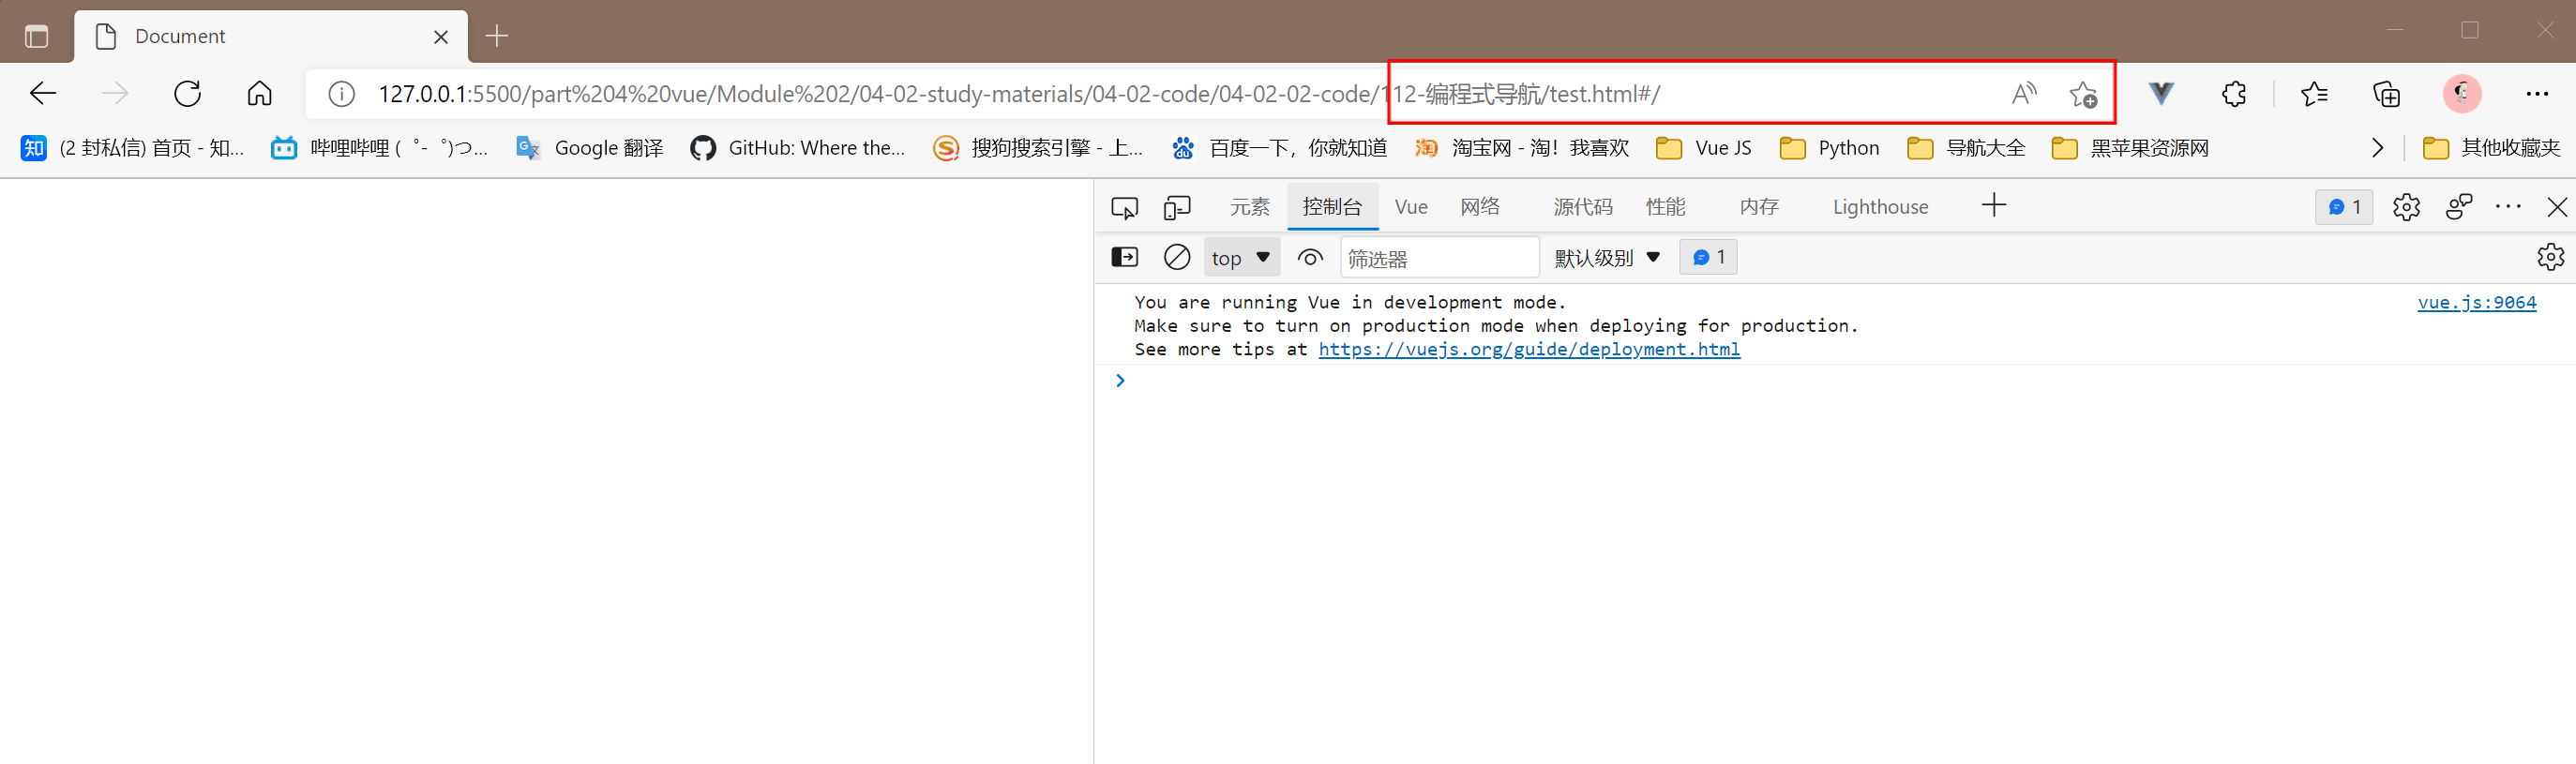 Document
127.0.0.1:5500/part%204%20vue/Module%202/04-02-study-materials/04-02-code/04-02-02-code/112-编程式导航/test.html#/
知 (2 封私信) 首页 - 知... 哔哩哔哩 ( ゜- ゜)つ... Google 翻译 GitHub: Where the... 搜狗搜索引擎 - 上... 百度一下，你就知道 淘 淘宝网 - 淘！我喜欢 Vue JS Python 导航大全 黑苹果资源网 其他收藏夹
元素 控制台 Vue 网络 源代码 性能 内存 Lighthouse 1
top 筛选器 默认级别 1
You are running Vue in development mode. vue.js:9064
Make sure to turn on production mode when deploying for production.
See more tips at https://vuejs.org/guide/deployment.html